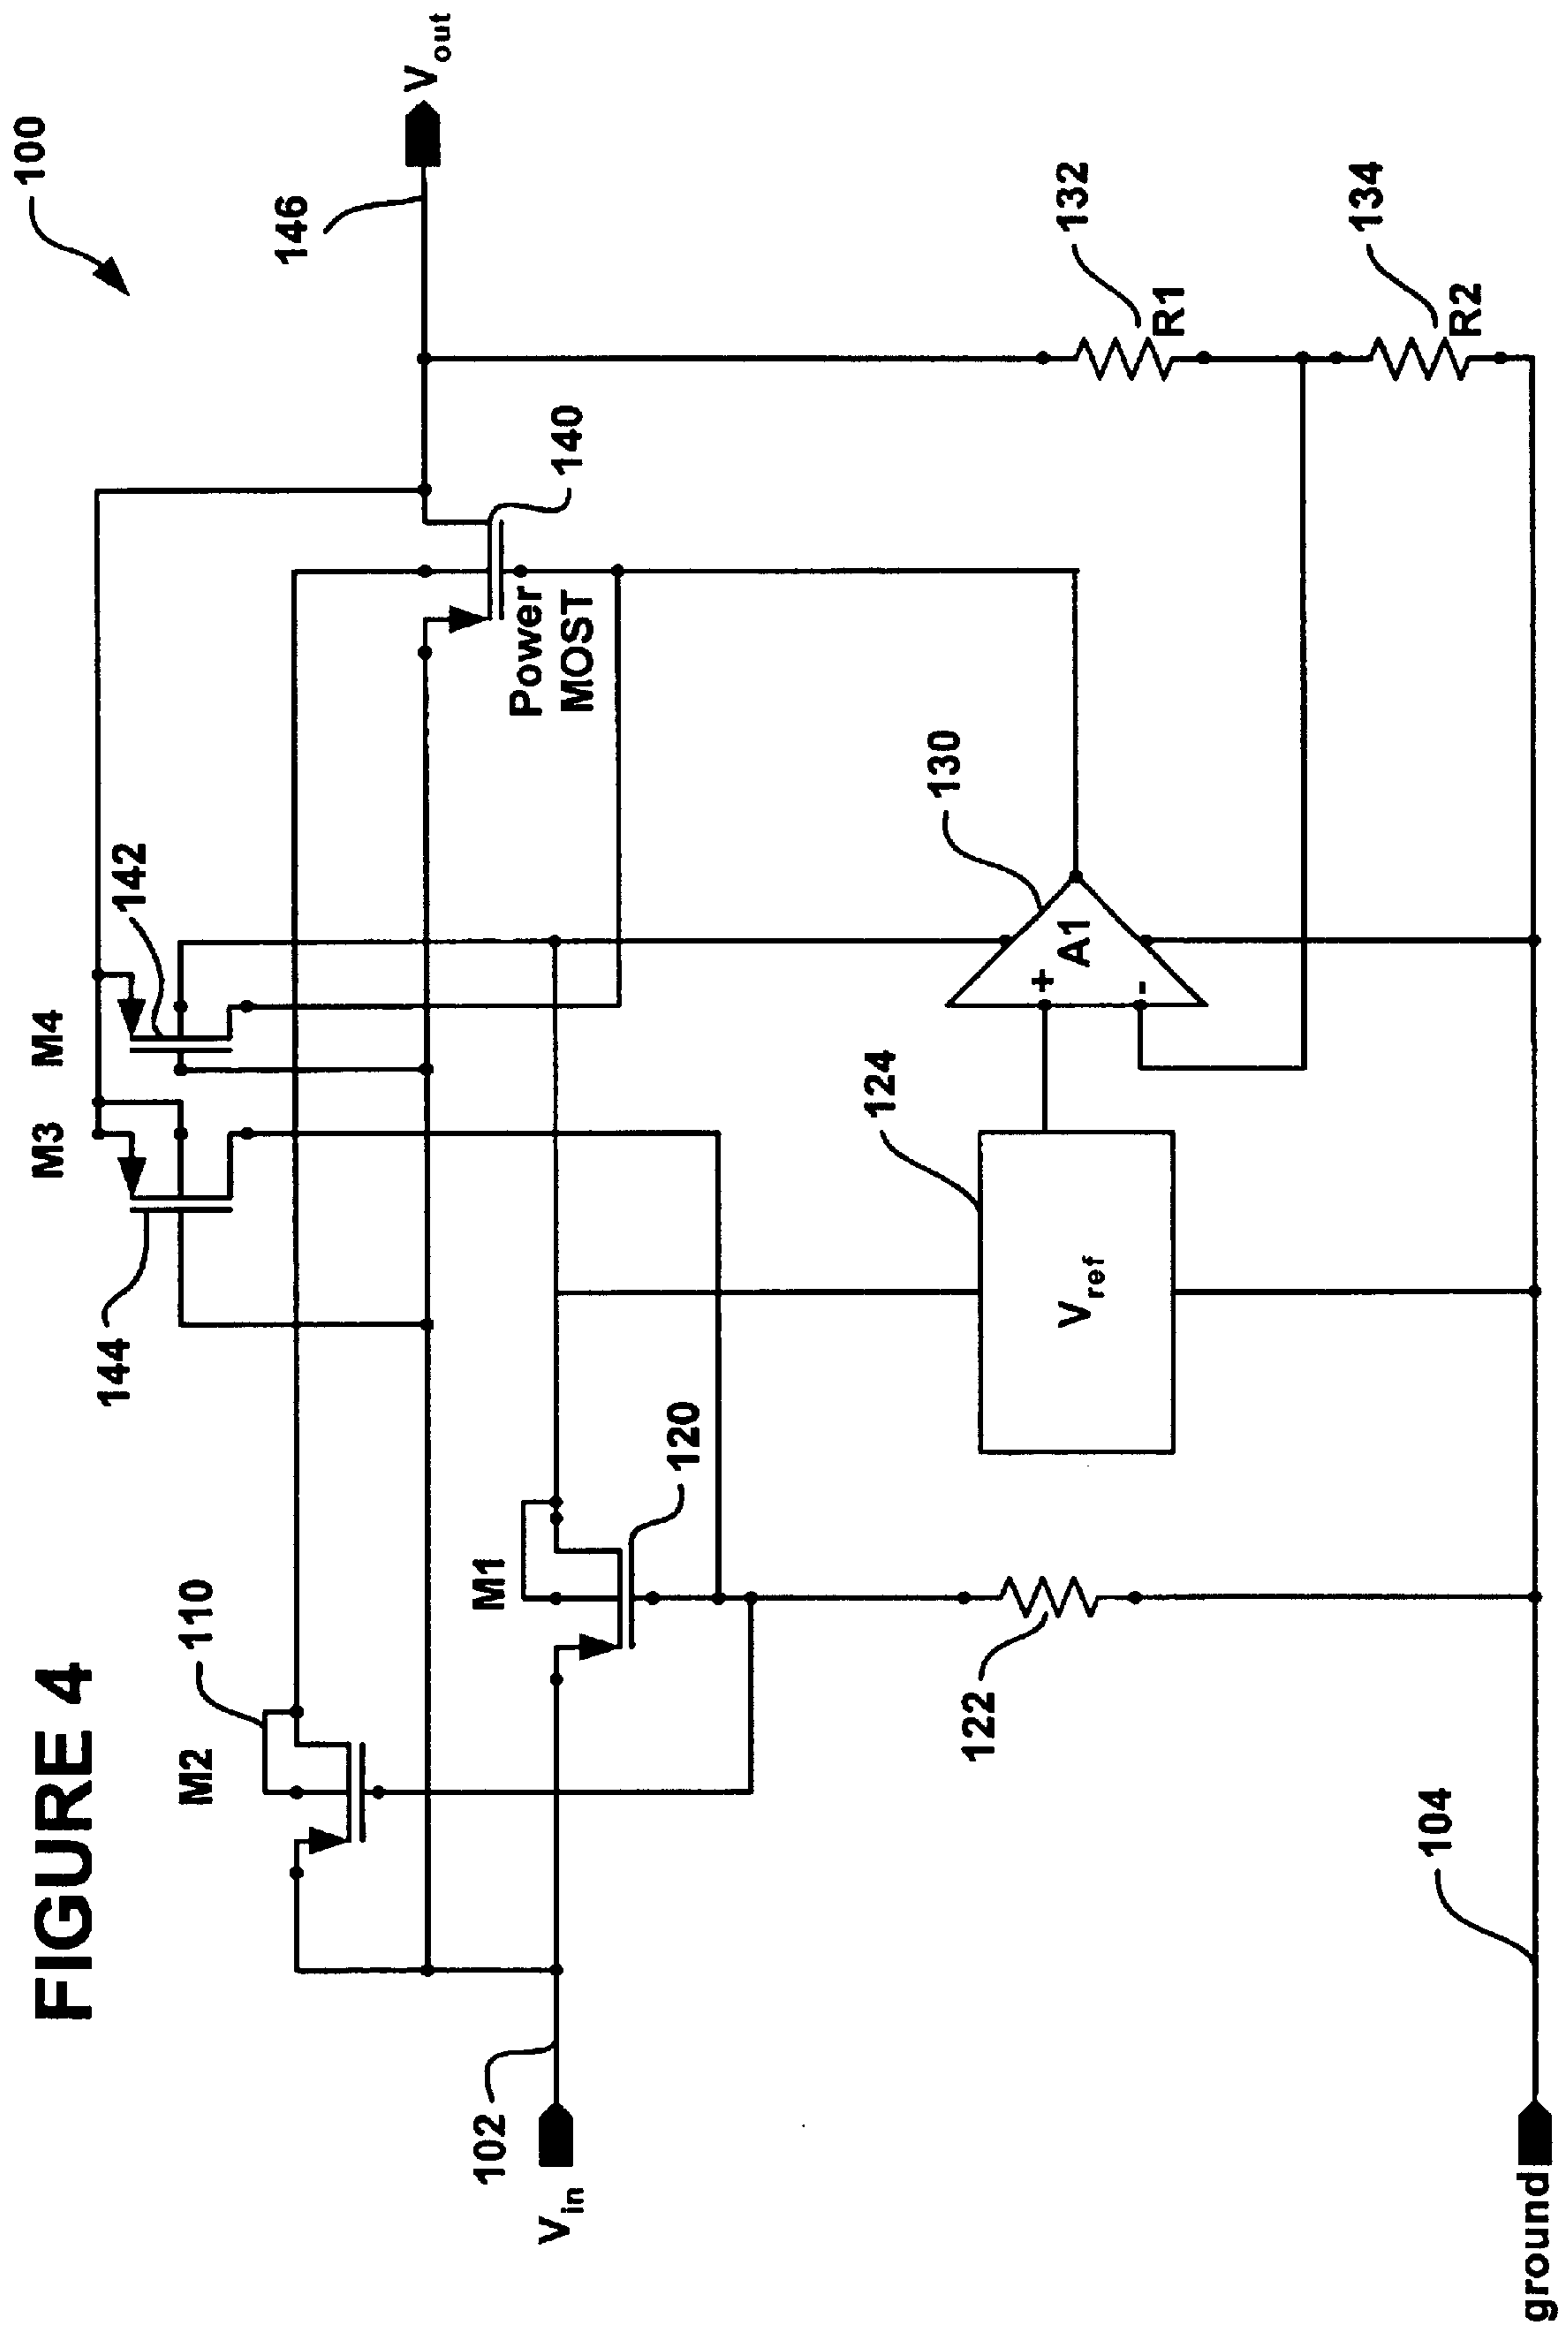 FIGURE 4
100
M3
M4
144
142
M2
110
146
Vout
M1
120
Power
MOST
140
102
Vin
122
124
Vref
130
A1
+
-
132
R1
134
R2
104
ground